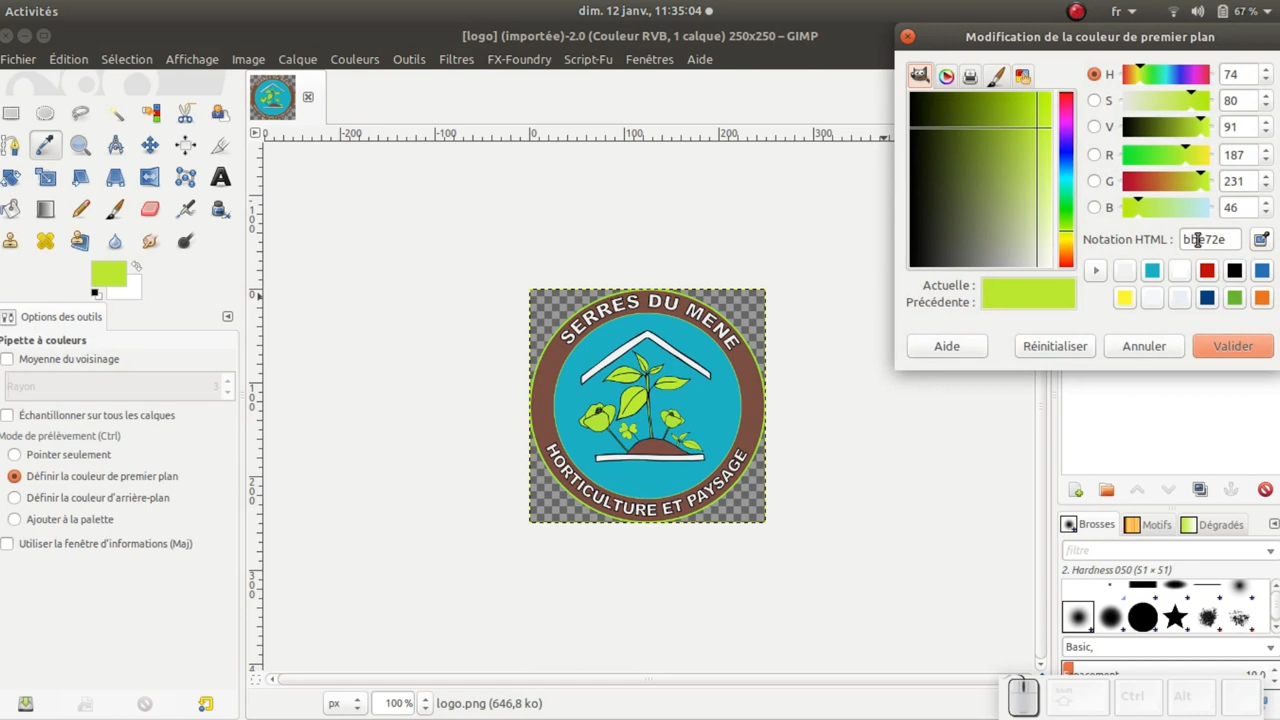 Activités
dim. 12 janv., 11:35:04
fr
67 %
[logo] (importée)-2.0 (Couleur RVB, 1 calque) 250x250 – GIMP
Fichier Édition Sélection Affichage Image Calque Couleurs Outils Filtres FX-Foundry Script-Fu Fenêtres Aide
Modification de la couleur de premier plan
H 74
S 80
V 91
R 187
G 231
B 46
Notation HTML : bbe72e
Actuelle :
Précédente :
Aide Réinitialiser Annuler Valider
-200 -100 0 100 200 300
SERRES DU MENE
HORTICULTURE ET PAYSAGE
Options des outils
Pipette à couleurs
Moyenne du voisinage
Rayon 3
Échantillonner sur tous les calques
Mode de prélèvement (Ctrl)
Pointer seulement
Définir la couleur de premier plan
Définir la couleur d'arrière-plan
Ajouter à la palette
Utiliser la fenêtre d'informations (Maj)
Brosses Motifs Dégradés
filtre
2. Hardness 050 (51 × 51)
Basic,
Espacement 10,0
px 100 % logo.png (646,8 ko)
Shift Ctrl Alt